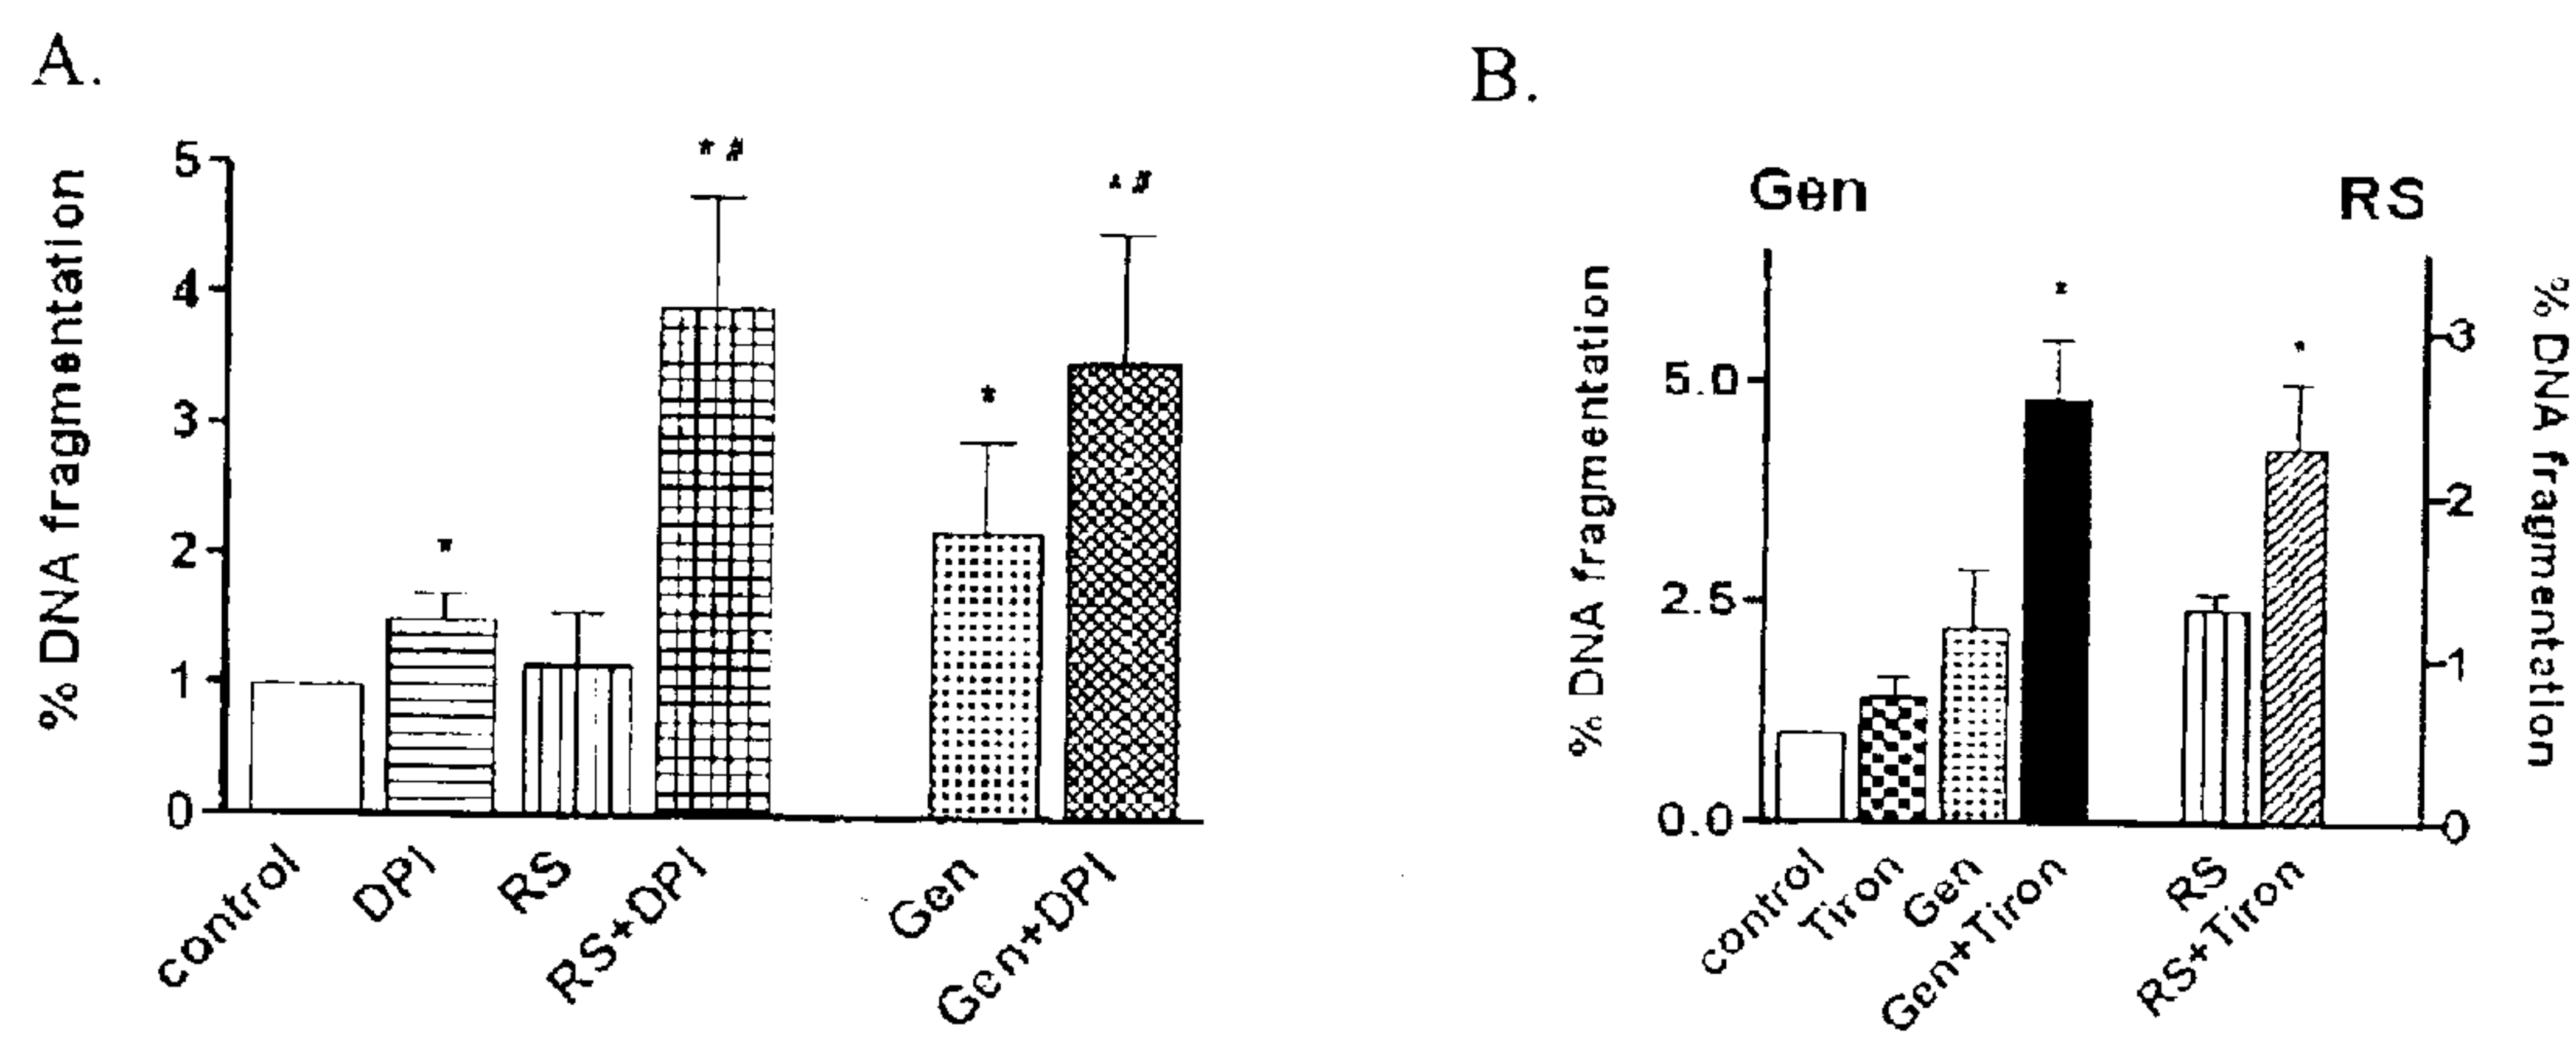 A.
% DNA fragmentation
5
4
3
2
1
0
* #
* #
*
*
control
DPI
RS
RS+DPI
Gen
Gen+DPI
B.
Gen
RS
% DNA fragmentation
5.0
2.5
0.0
*
*
3
2
1
0
% DNA fragmentation
control
Tiron
Gen
Gen+Tiron
RS
RS+Tiron